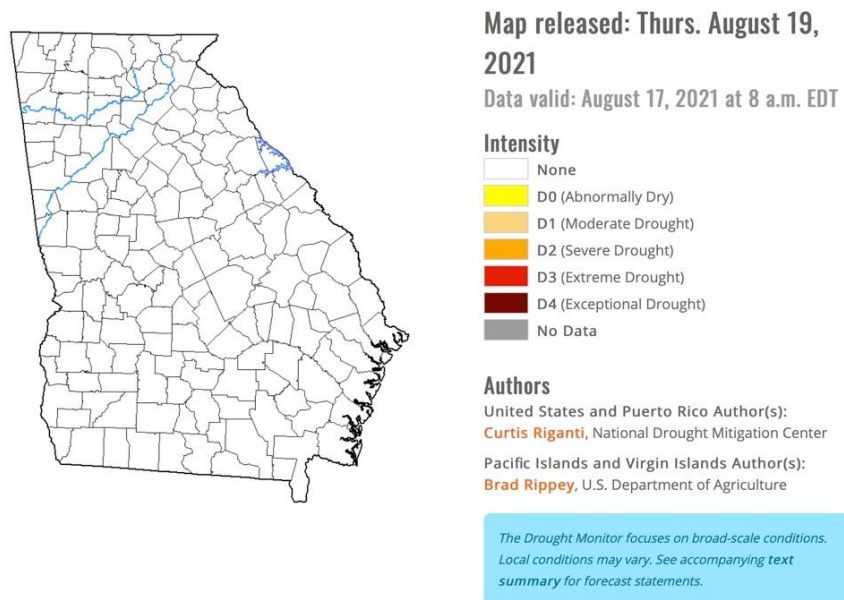 Map released: Thurs. August 19,
2021
Data valid: August 17, 2021 at 8 a.m. EDT
Intensity
None
D0 (Abnormally Dry)
D1 (Moderate Drought)
D2 (Severe Drought)
D3 (Extreme Drought)
D4 (Exceptional Drought)
No Data
Authors
United States and Puerto Rico Author(s):
Curtis Riganti, National Drought Mitigation Center
Pacific Islands and Virgin Islands Author(s):
Brad Rippey, U.S. Department of Agriculture
The Drought Monitor focuses on broad-scale conditions.
Local conditions may vary. See accompanying text
summary for forecast statements.